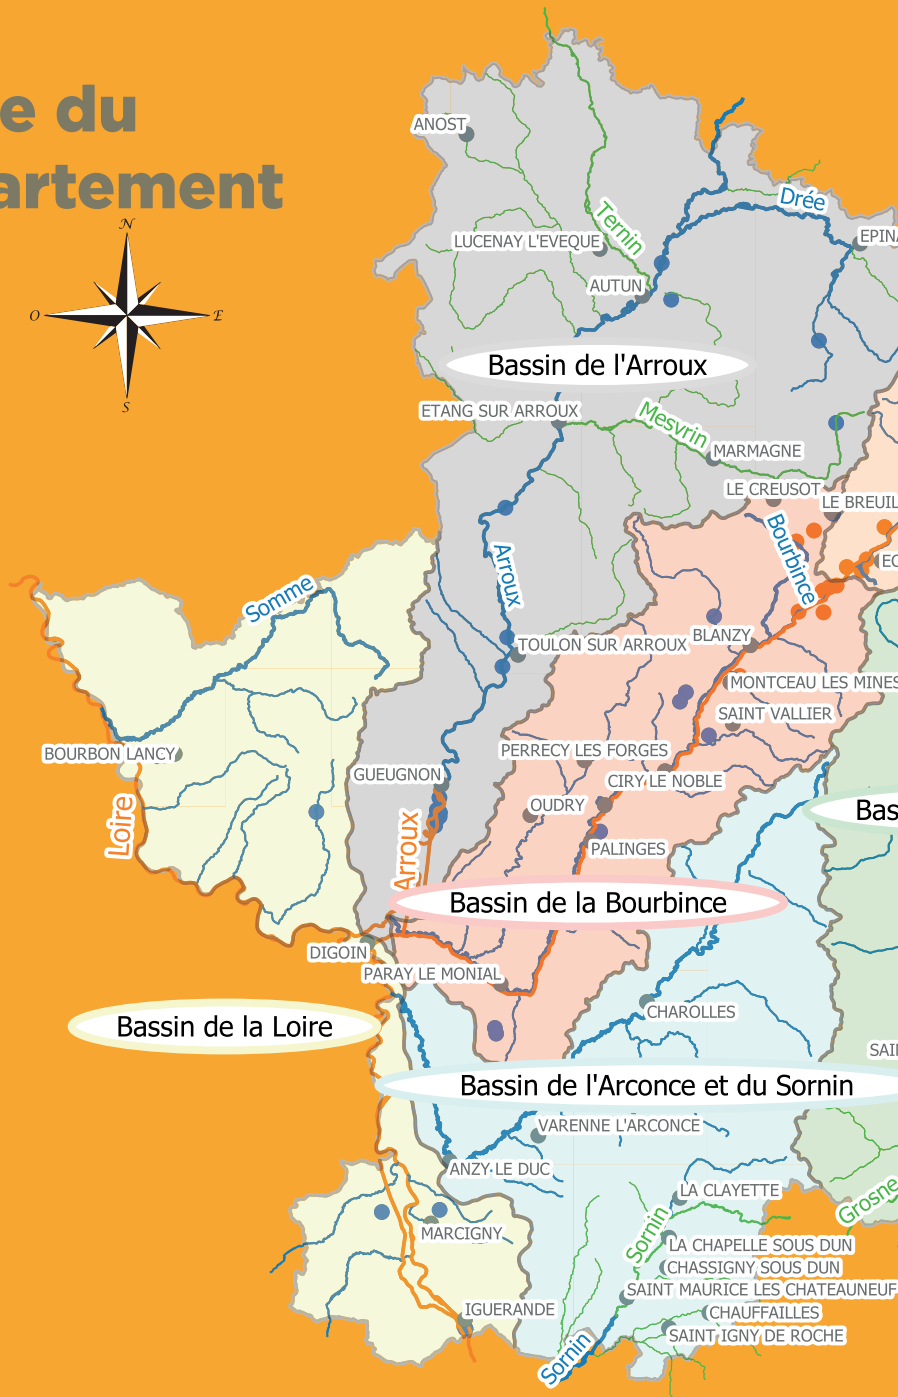 e du
artement
N
O
E
S
ANOST
Drée
Ternin
LUCENAY L'EVEQUE
EPIN
AUTUN
Bassin de l'Arroux
ETANG SUR ARROUX
Mesvrin
MARMAGNE
LE CREUSOT
LE BREUIL
Bourbince
Arroux
EC
Somme
TOULON SUR ARROUX
BLANZY
MONTCEAU LES MINES
SAINT VALLIER
BOURBON LANCY
PERRECY LES FORGES
GUEUGNON
CIRY LE NOBLE
Loire
OUDRY
Bas
Arroux
PALINGES
Bassin de la Bourbince
DIGOIN
PARAY LE MONIAL
CHAROLLES
Bassin de la Loire
SAI
Bassin de l'Arconce et du Sornin
VARENNE L'ARCONCE
ANZY LE DUC
LA CLAYETTE
Grosne
Sornin
MARCIGNY
LA CHAPELLE SOUS DUN
CHASSIGNY SOUS DUN
SAINT MAURICE LES CHATEAUNEUF
IGUERANDE
CHAUFFAILLES
SAINT IGNY DE ROCHE
Sornin